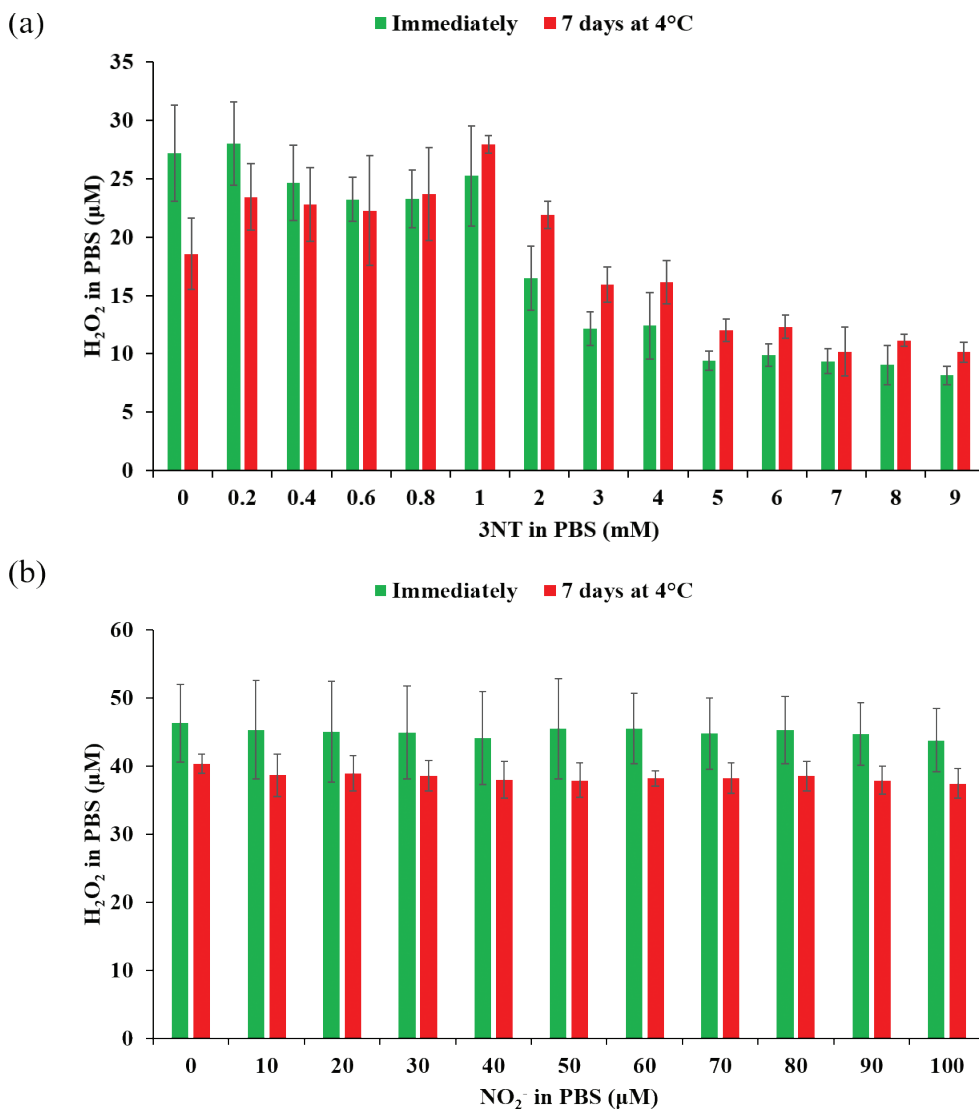 (a)
Immediately 7 days at 4°C
35
30
25
20
15
10
5
0
H₂O₂ in PBS (µM)
0 0.2 0.4 0.6 0.8 1 2 3 4 5 6 7 8 9
3NT in PBS (mM)
(b)
Immediately 7 days at 4°C
60
50
40
30
20
10
0
H₂O₂ in PBS (µM)
0 10 20 30 40 50 60 70 80 90 100
NO₂⁻ in PBS (µM)